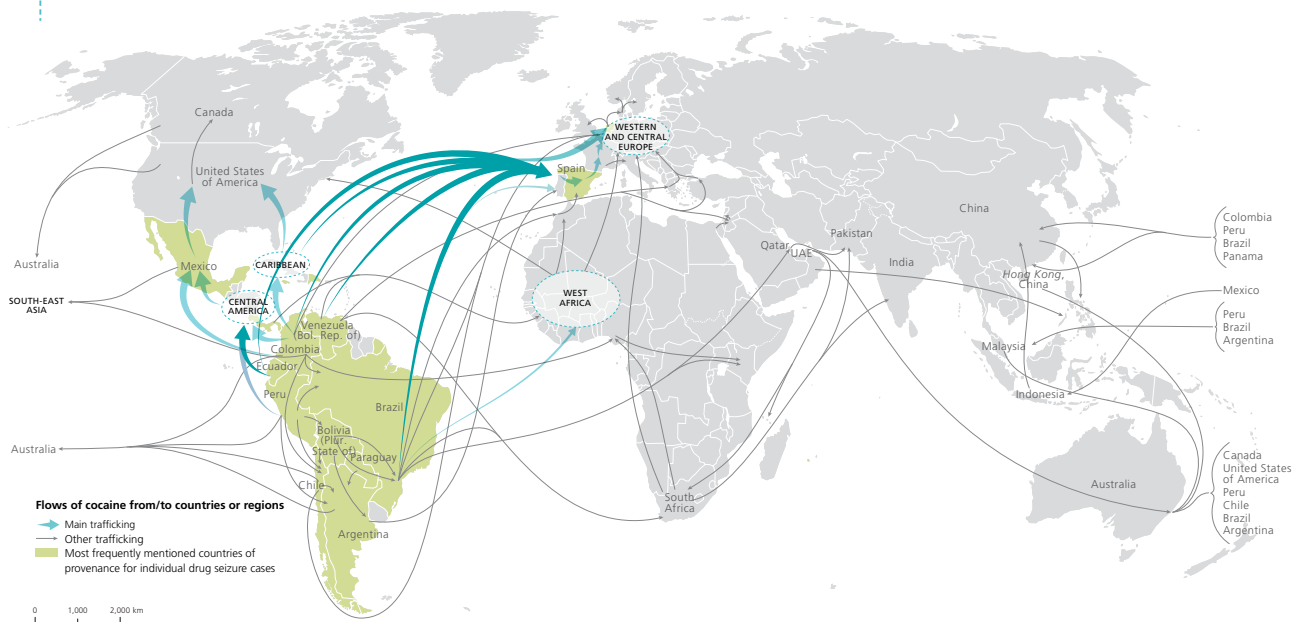 Canada
United States
of America
Mexico
CARIBBEAN
CENTRAL
AMERICA
Australia
SOUTH-EAST
ASIA
Venezuela
(Bol. Rep. of)
Colombia
Ecuador
Peru
Brazil
Bolivia
(Plur.
State of)
Paraguay
Chile
Argentina
Australia
WESTERN
AND CENTRAL
EUROPE
Spain
WEST
AFRICA
South
Africa
Qatar
UAE
Pakistan
India
China
Hong Kong,
China
Malaysia
Indonesia
Australia
Colombia
Peru
Brazil
Panama
Mexico
Peru
Brazil
Argentina
Canada
United States
of America
Peru
Chile
Brazil
Argentina
Flows of cocaine from/to countries or regions
Main trafficking
Other trafficking
Most frequently mentioned countries of
provenance for individual drug seizure cases
0 1,000 2,000 km